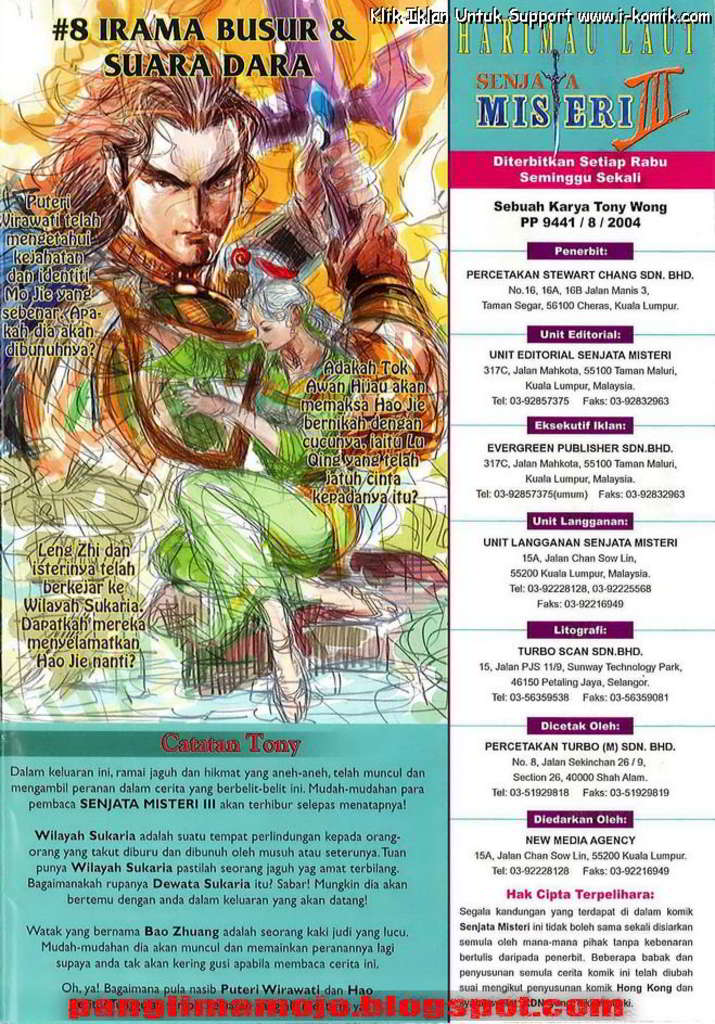 Klik Iklan Untuk Support www.i-komik.com
#8 IRAMA BUSUR &
SUARA DARA
Puteri
Wirawati telah
mengetahui
kejahatan
dan identiti
Mo Jie yang
sebenar. Apa-
kah dia akan
dibunuhnya?
Adakah Tok
Awan Hijau akan
memaksa Hao Jie
bernikah dengan
cucunya, iaitu Lu
Qing yang telah
jatuh cinta
kepadanya itu?
Leng Zhi dan
isterinya telah
berkejar ke
Wilayah Sukaria.
Dapatkah mereka
menyelamatkan
Hao Jie nanti?
Catatan Tony
Dalam keluaran ini, ramai jaguh dan hikmat yang aneh-aneh, telah muncul dan
mengambil peranan dalam cerita yang berbelit-belit ini. Mudah-mudahan para
pembaca SENJATA MISTERI III akan terhibur selepas menatapnya!
Wilayah Sukaria adalah suatu tempat perlindungan kepada orang-
orang yang takut diburu dan dibunuh oleh musuh atau seterunya. Tuan
punya Wilayah Sukaria pastilah seorang jaguh yag amat terbilang.
Bagaimanakah rupanya Dewata Sukaria itu? Sabar! Mungkin dia akan
bertemu dengan anda dalam keluaran yang akan datang!
Watak yang bernama Bao Zhuang adalah seorang kaki judi yang lucu.
Mudah-mudahan dia akan muncul dan memainkan peranannya lagi
supaya anda tak akan kering gusi apabila membaca cerita ini.
Oh, ya! Bagaimana pula nasib Puteri Wirawati dan Hao
panglimamojo.blogspot.com
HARIMAU LAUT
SENJATA
MISTERI III
Diterbitkan Setiap Rabu
Seminggu Sekali
Sebuah Karya Tony Wong
PP 9441 / 8 / 2004
Penerbit:
PERCETAKAN STEWART CHANG SDN. BHD.
No.16, 16A, 16B Jalan Manis 3,
Taman Segar, 56100 Cheras, Kuala Lumpur.
Unit Editorial:
UNIT EDITORIAL SENJATA MISTERI
317C, Jalan Mahkota, 55100 Taman Maluri,
Kuala Lumpur, Malaysia.
Tel: 03-92857375 Faks: 03-92832963
Eksekutif Iklan:
EVERGREEN PUBLISHER SDN.BHD.
317C, Jalan Mahkota, 55100 Taman Maluri,
Kuala Lumpur, Malaysia.
Tel: 03-92857375(umum) Faks: 03-92832963
Unit Langganan:
UNIT LANGGANAN SENJATA MISTERI
15A, Jalan Chan Sow Lin,
55200 Kuala Lumpur, Malaysia.
Tel: 03-92228128, 03-92225568
Faks: 03-92216949
Litografi:
TURBO SCAN SDN.BHD.
15, Jalan PJS 11/9, Sunway Technology Park,
46150 Petaling Jaya, Selangor.
Tel: 03-56359538 Faks: 03-56359081
Dicetak Oleh:
PERCETAKAN TURBO (M) SDN. BHD.
No. 8, Jalan Sekinchan 26 / 9,
Section 26, 40000 Shah Alam.
Tel: 03-51929818 Faks: 03-51929819
Diedarkan Oleh:
NEW MEDIA AGENCY
15A, Jalan Chan Sow Lin, 55200 Kuala Lumpur.
Tel: 03-92228128 Faks: 03-92216949
Hak Cipta Terpelihara:
Segala kandungan yang terdapat di dalam komik
Senjata Misteri ini tidak boleh sama sekali disiarkan
semula oleh mana-mana pihak tanpa kebenaran
bertulis daripada penerbit. Beberapa babak dan
penyusunan semula cerita komik ini telah diubah
suai mengikut penyusunan komik Hong Kong dan